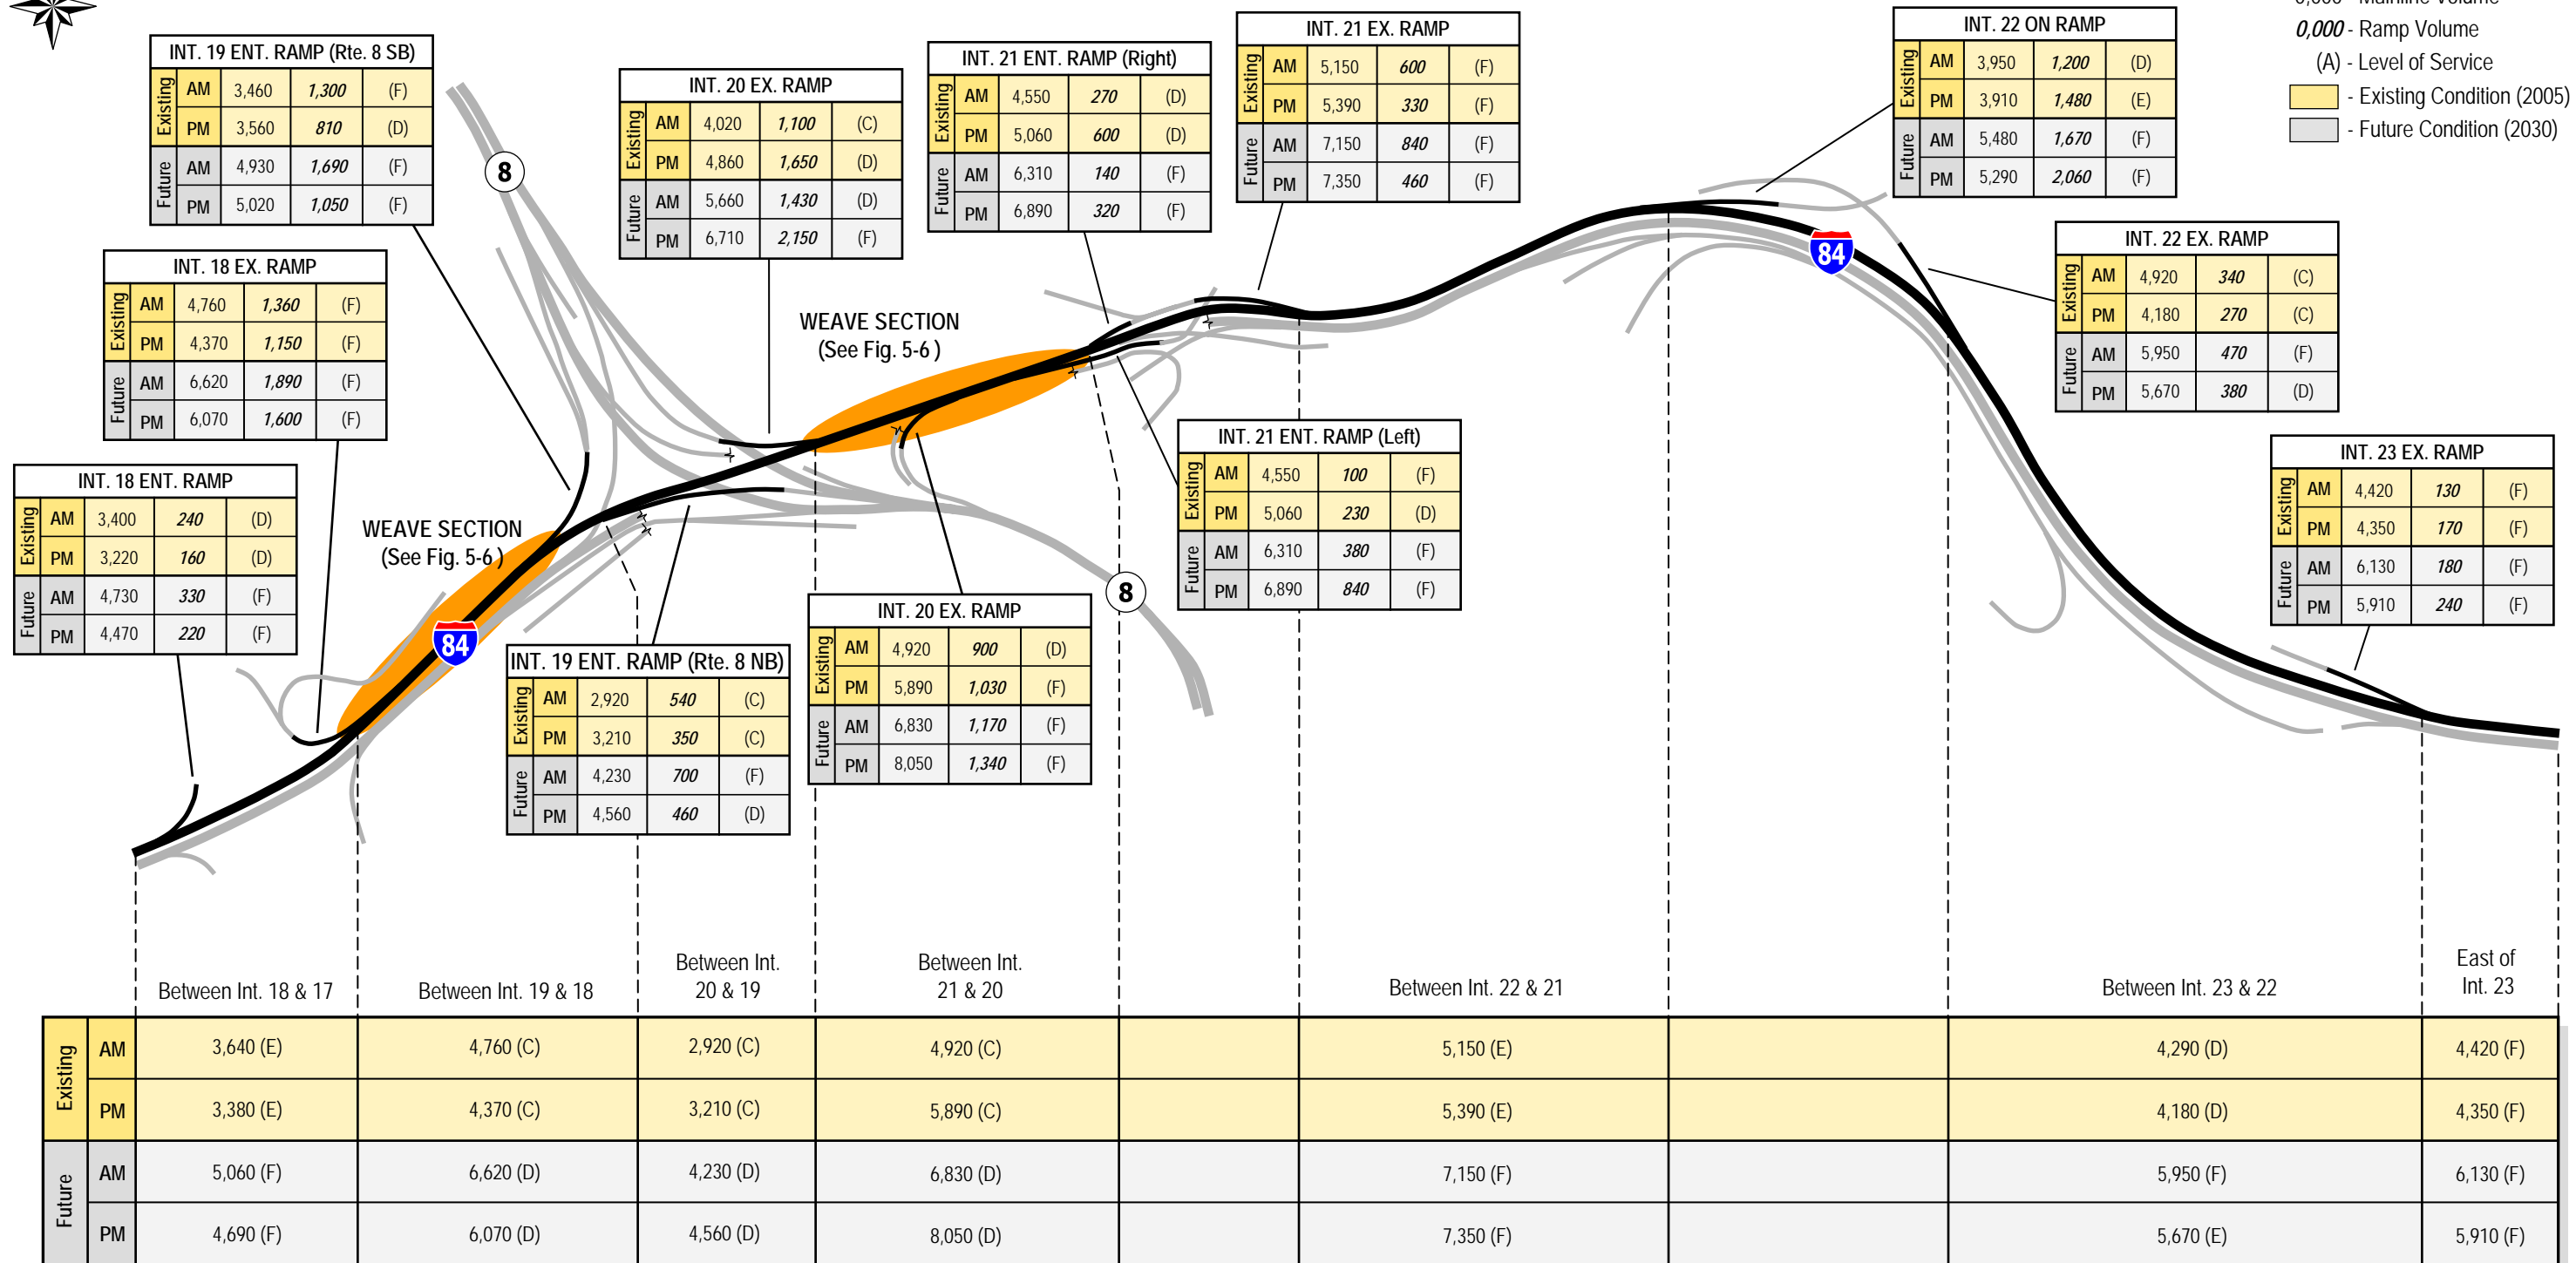 0,000 - Mainline Volume
0,000 - Ramp Volume
(A) - Level of Service
- Existing Condition (2005)
- Future Condition (2030)
INT. 19 ENT. RAMP (Rte. 8 SB)
Existing AM 3,460 1,300 (F)
PM 3,560 810 (D)
Future AM 4,930 1,690 (F)
PM 5,020 1,050 (F)
INT. 20 EX. RAMP
Existing AM 4,020 1,100 (C)
PM 4,860 1,650 (D)
Future AM 5,660 1,430 (D)
PM 6,710 2,150 (F)
INT. 21 ENT. RAMP (Right)
Existing AM 4,550 270 (D)
PM 5,060 600 (D)
Future AM 6,310 140 (F)
PM 6,890 320 (F)
INT. 21 EX. RAMP
Existing AM 5,150 600 (F)
PM 5,390 330 (F)
Future AM 7,150 840 (F)
PM 7,350 460 (F)
INT. 22 ON RAMP
Existing AM 3,950 1,200 (D)
PM 3,910 1,480 (E)
Future AM 5,480 1,670 (F)
PM 5,290 2,060 (F)
8
INT. 18 EX. RAMP
Existing AM 4,760 1,360 (F)
PM 4,370 1,150 (F)
Future AM 6,620 1,890 (F)
PM 6,070 1,600 (F)
84
INT. 22 EX. RAMP
Existing AM 4,920 340 (C)
PM 4,180 270 (C)
Future AM 5,950 470 (F)
PM 5,670 380 (D)
WEAVE SECTION
(See Fig. 5-6 )
INT. 18 ENT. RAMP
Existing AM 3,400 240 (D)
PM 3,220 160 (D)
Future AM 4,730 330 (F)
PM 4,470 220 (F)
WEAVE SECTION
(See Fig. 5-6 )
84
INT. 21 ENT. RAMP (Left)
Existing AM 4,550 100 (F)
PM 5,060 230 (D)
Future AM 6,310 380 (F)
PM 6,890 840 (F)
INT. 23 EX. RAMP
Existing AM 4,420 130 (F)
PM 4,350 170 (F)
Future AM 6,130 180 (F)
PM 5,910 240 (F)
8
INT. 19 ENT. RAMP (Rte. 8 NB)
Existing AM 2,920 540 (C)
PM 3,210 350 (C)
Future AM 4,230 700 (F)
PM 4,560 460 (D)
INT. 20 EX. RAMP
Existing AM 4,920 900 (D)
PM 5,890 1,030 (F)
Future AM 6,830 1,170 (F)
PM 8,050 1,340 (F)
Between Int. 18 & 17
Between Int. 19 & 18
Between Int.
20 & 19
Between Int.
21 & 20
Between Int. 22 & 21
Between Int. 23 & 22
East of
Int. 23
Existing AM 3,640 (E) 4,760 (C) 2,920 (C) 4,920 (C) 5,150 (E) 4,290 (D) 4,420 (F)
PM 3,380 (E) 4,370 (C) 3,210 (C) 5,890 (C) 5,390 (E) 4,180 (D) 4,350 (F)
Future AM 5,060 (F) 6,620 (D) 4,230 (D) 6,830 (D) 7,150 (F) 5,950 (F) 6,130 (F)
PM 4,690 (F) 6,070 (D) 4,560 (D) 8,050 (D) 7,350 (F) 5,670 (E) 5,910 (F)